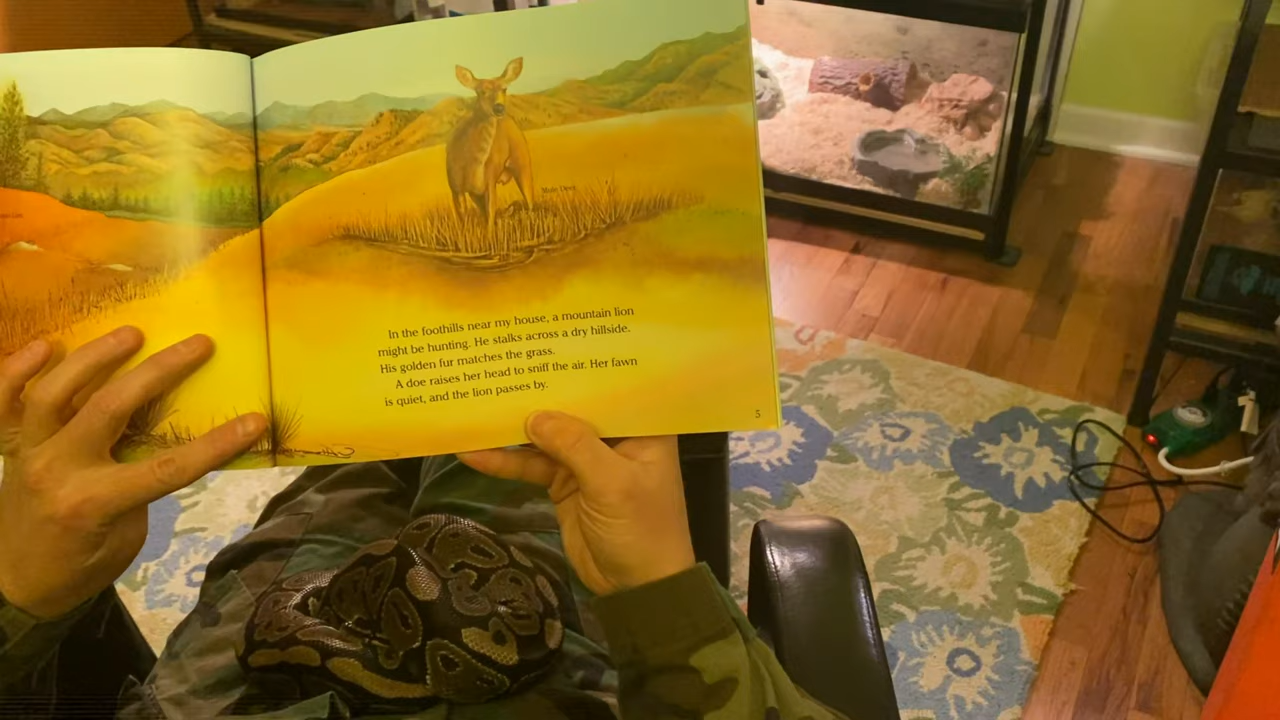 Mule Deer
In the foothills near my house, a mountain lion
might be hunting. He stalks across a dry hillside.
His golden fur matches the grass.
A doe raises her head to sniff the air. Her fawn
is quiet, and the lion passes by.
5